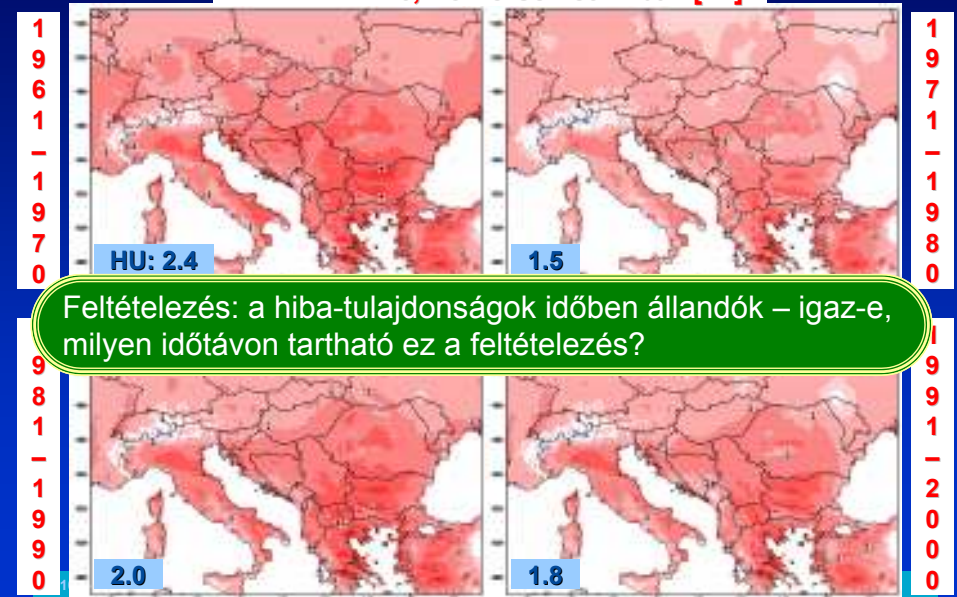 1961–1970
1971–1980
HU: 2.4
1.5
Feltételezés: a hiba-tulajdonságok időben állandók – igaz-e,
milyen időtávon tartható ez a feltételezés?
981–1990
1991–2000
2.0
1.8